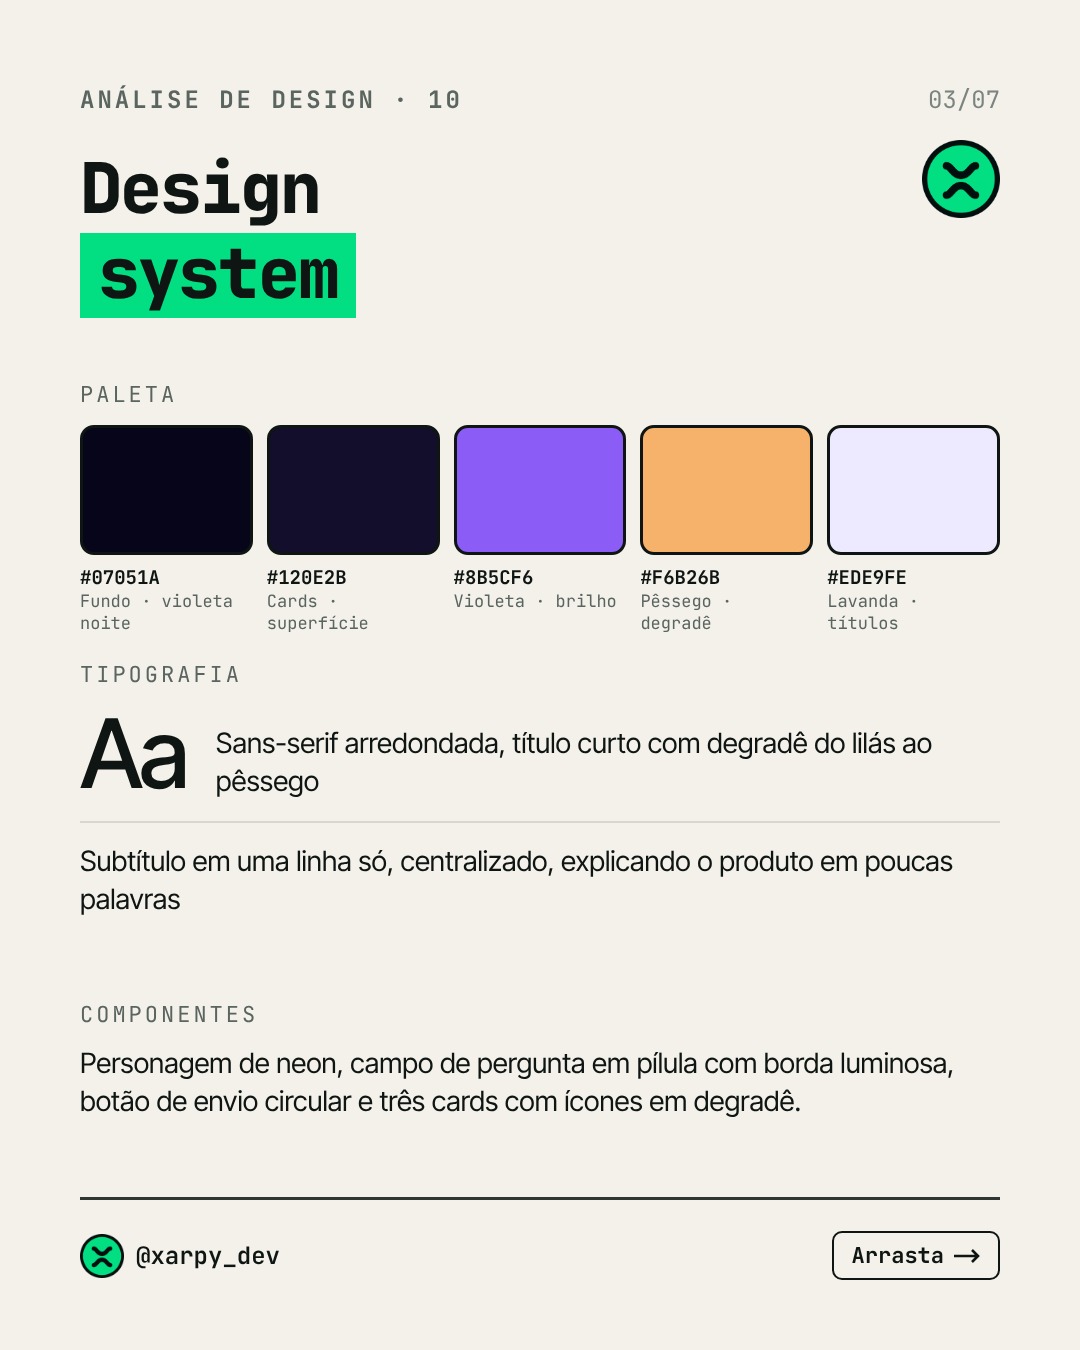 ANÁLISE DE DESIGN · 10
03/07
Design
system
PALETA
#07051A
Fundo · violeta
noite
#120E2B
Cards ·
superfície
#8B5CF6
Violeta · brilho
#F6B26B
Pêssego ·
degradê
#EDE9FE
Lavanda ·
títulos
TIPOGRAFIA
Aa
Sans-serif arredondada, título curto com degradê do lilás ao
pêssego
Subtítulo em uma linha só, centralizado, explicando o produto em poucas
palavras
COMPONENTES
Personagem de neon, campo de pergunta em pílula com borda luminosa,
botão de envio circular e três cards com ícones em degradê.
@xarpy_dev
Arrasta →